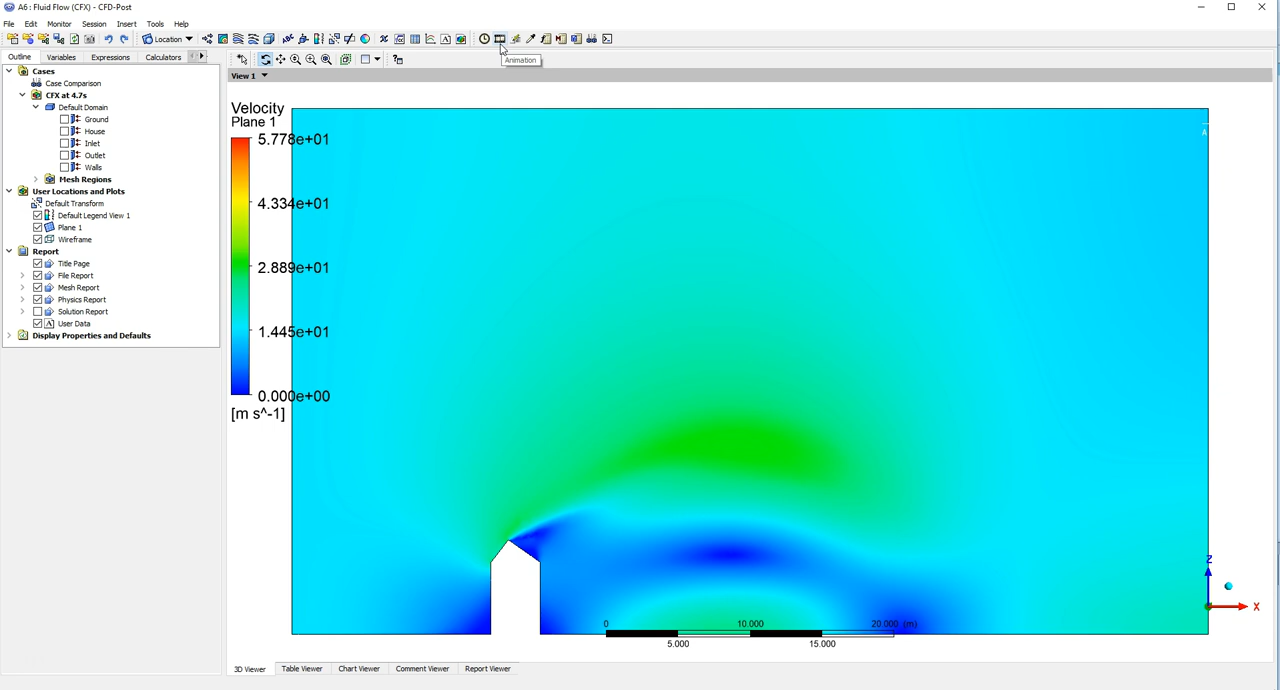 A6 : Fluid Flow (CFX) - CFD-Post
File Edit Monitor Session Insert Tools Help
Location
Animation
Outline Variables Expressions Calculators
View 1
Cases
Case Comparison
CFX at 4.7s
Default Domain
Ground
House
Inlet
Outlet
Walls
Mesh Regions
User Locations and Plots
Default Transform
Default Legend View 1
Plane 1
Wireframe
Report
Title Page
File Report
Mesh Report
Physics Report
Solution Report
User Data
Display Properties and Defaults
Velocity
Plane 1
5.778e+01
4.334e+01
2.889e+01
1.445e+01
0.000e+00
[m s^-1]
Z
X
0 10.000 20.000 (m)
5.000 15.000
3D Viewer Table Viewer Chart Viewer Comment Viewer Report Viewer